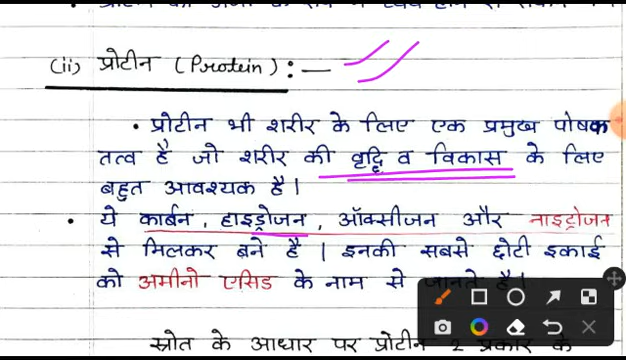 (ii) प्रोटीन (Protein) : —
• प्रोटीन भी शरीर के लिए एक प्रमुख पोषक
तत्व है जो शरीर की वृद्धि व विकास के लिए
बहुत आवश्यक है।
• ये कार्बन, हाइड्रोजन, ऑक्सीजन और नाइट्रोजन
से मिलकर बने है। इनकी सबसे छोटी इकाई
को अमीनो एसिड के नाम से जानते है।
स्रोत के आधार पर प्रोटीन 2 प्रकार के